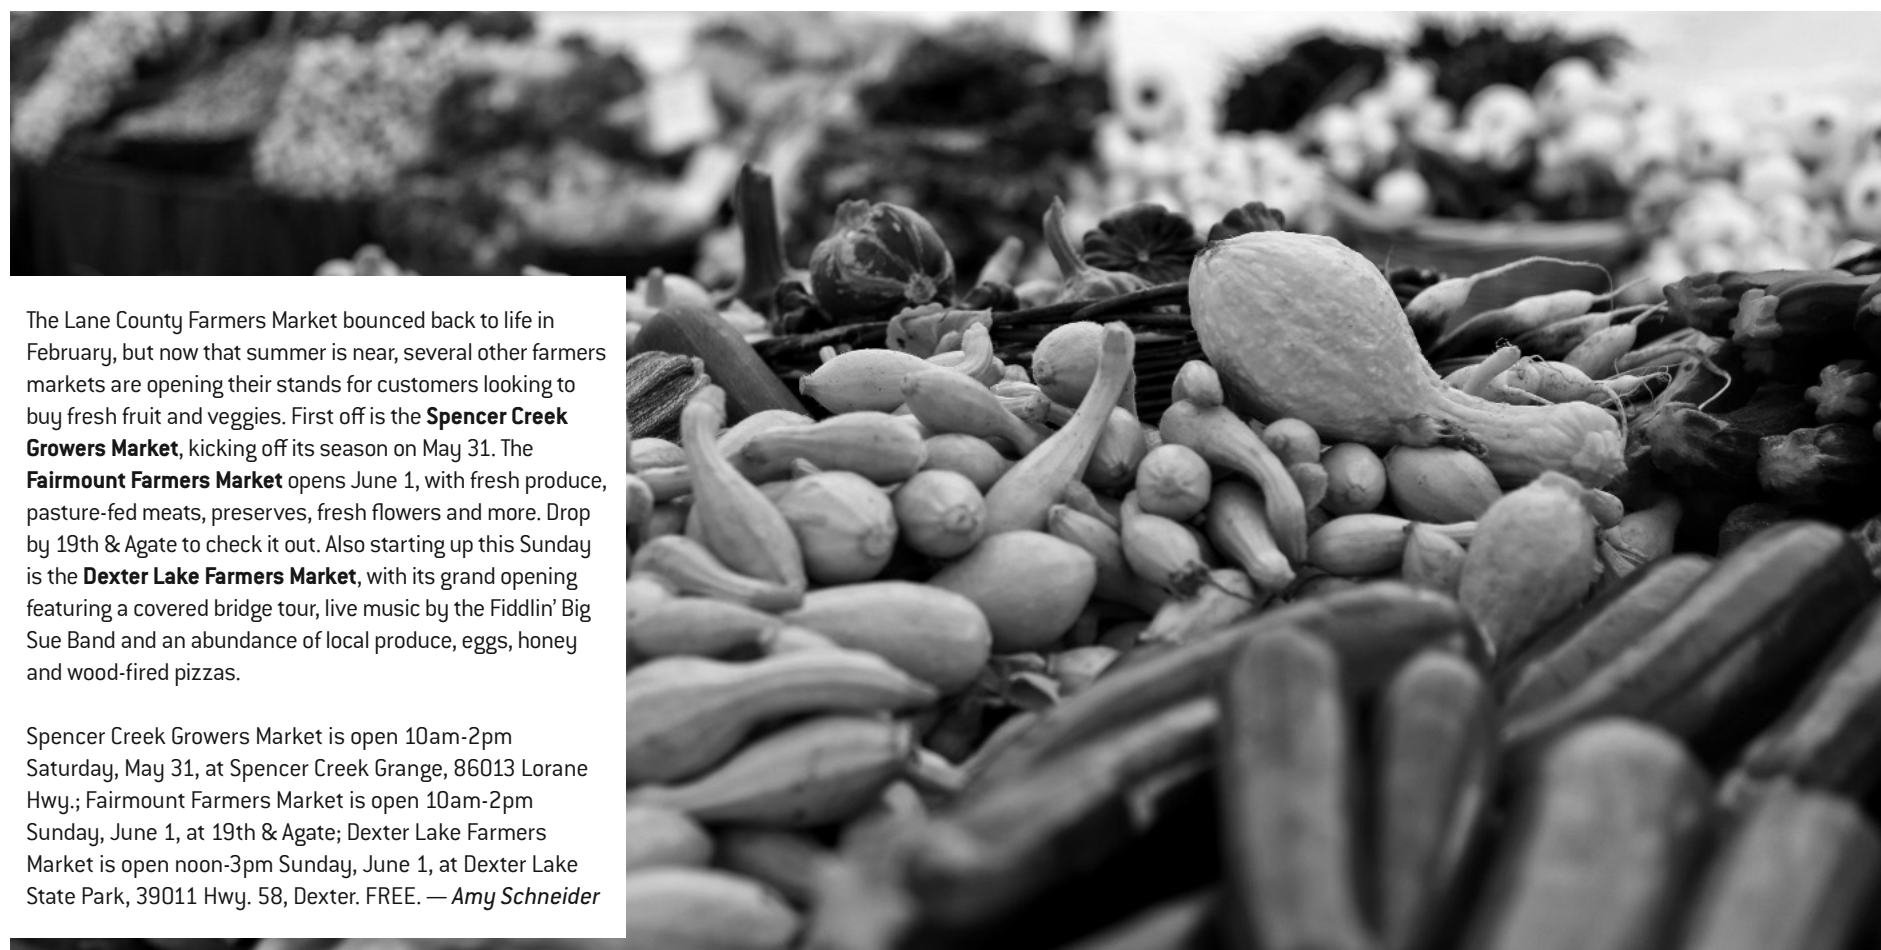 The Lane County Farmers Market bounced back to life in
February, but now that summer is near, several other farmers
markets are opening their stands for customers looking to
buy fresh fruit and veggies. First off is the Spencer Creek
Growers Market, kicking off its season on May 31. The
Fairmount Farmers Market opens June 1, with fresh produce,
pasture-fed meats, preserves, fresh flowers and more. Drop
by 19th & Agate to check it out. Also starting up this Sunday
is the Dexter Lake Farmers Market, with its grand opening
featuring a covered bridge tour, live music by the Fiddlin’ Big
Sue Band and an abundance of local produce, eggs, honey
and wood-fired pizzas.
Spencer Creek Growers Market is open 10am-2pm
Saturday, May 31, at Spencer Creek Grange, 86013 Lorane
Hwy.; Fairmount Farmers Market is open 10am-2pm
Sunday, June 1, at 19th & Agate; Dexter Lake Farmers
Market is open noon-3pm Sunday, June 1, at Dexter Lake
State Park, 39011 Hwy. 58, Dexter. FREE. — Amy Schneider